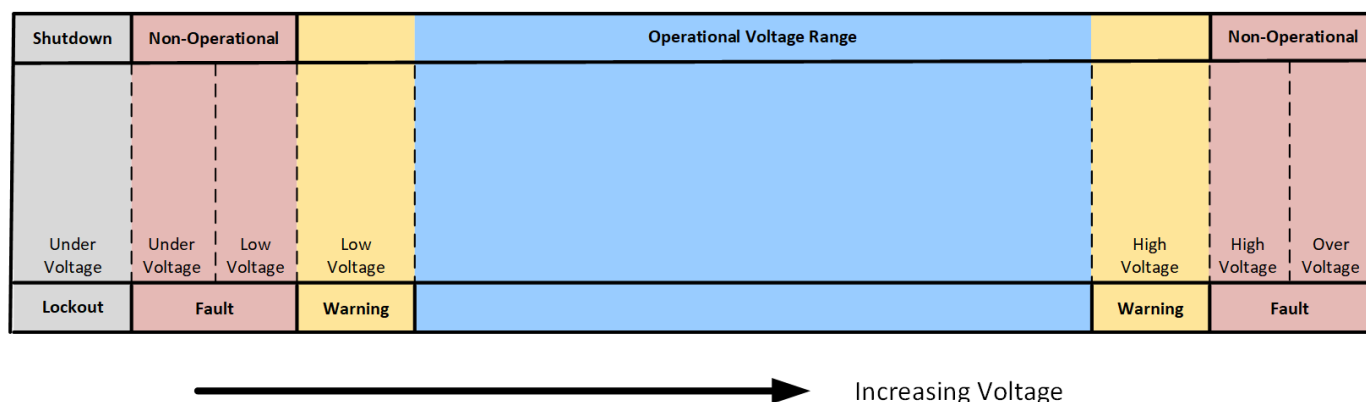 Shutdown
Non-Operational
Operational Voltage Range
Non-Operational
Under
Voltage
Under
Voltage
Low
Voltage
Low
Voltage
High
Voltage
High
Voltage
Over
Voltage
Lockout
Fault
Warning
Warning
Fault
Increasing Voltage